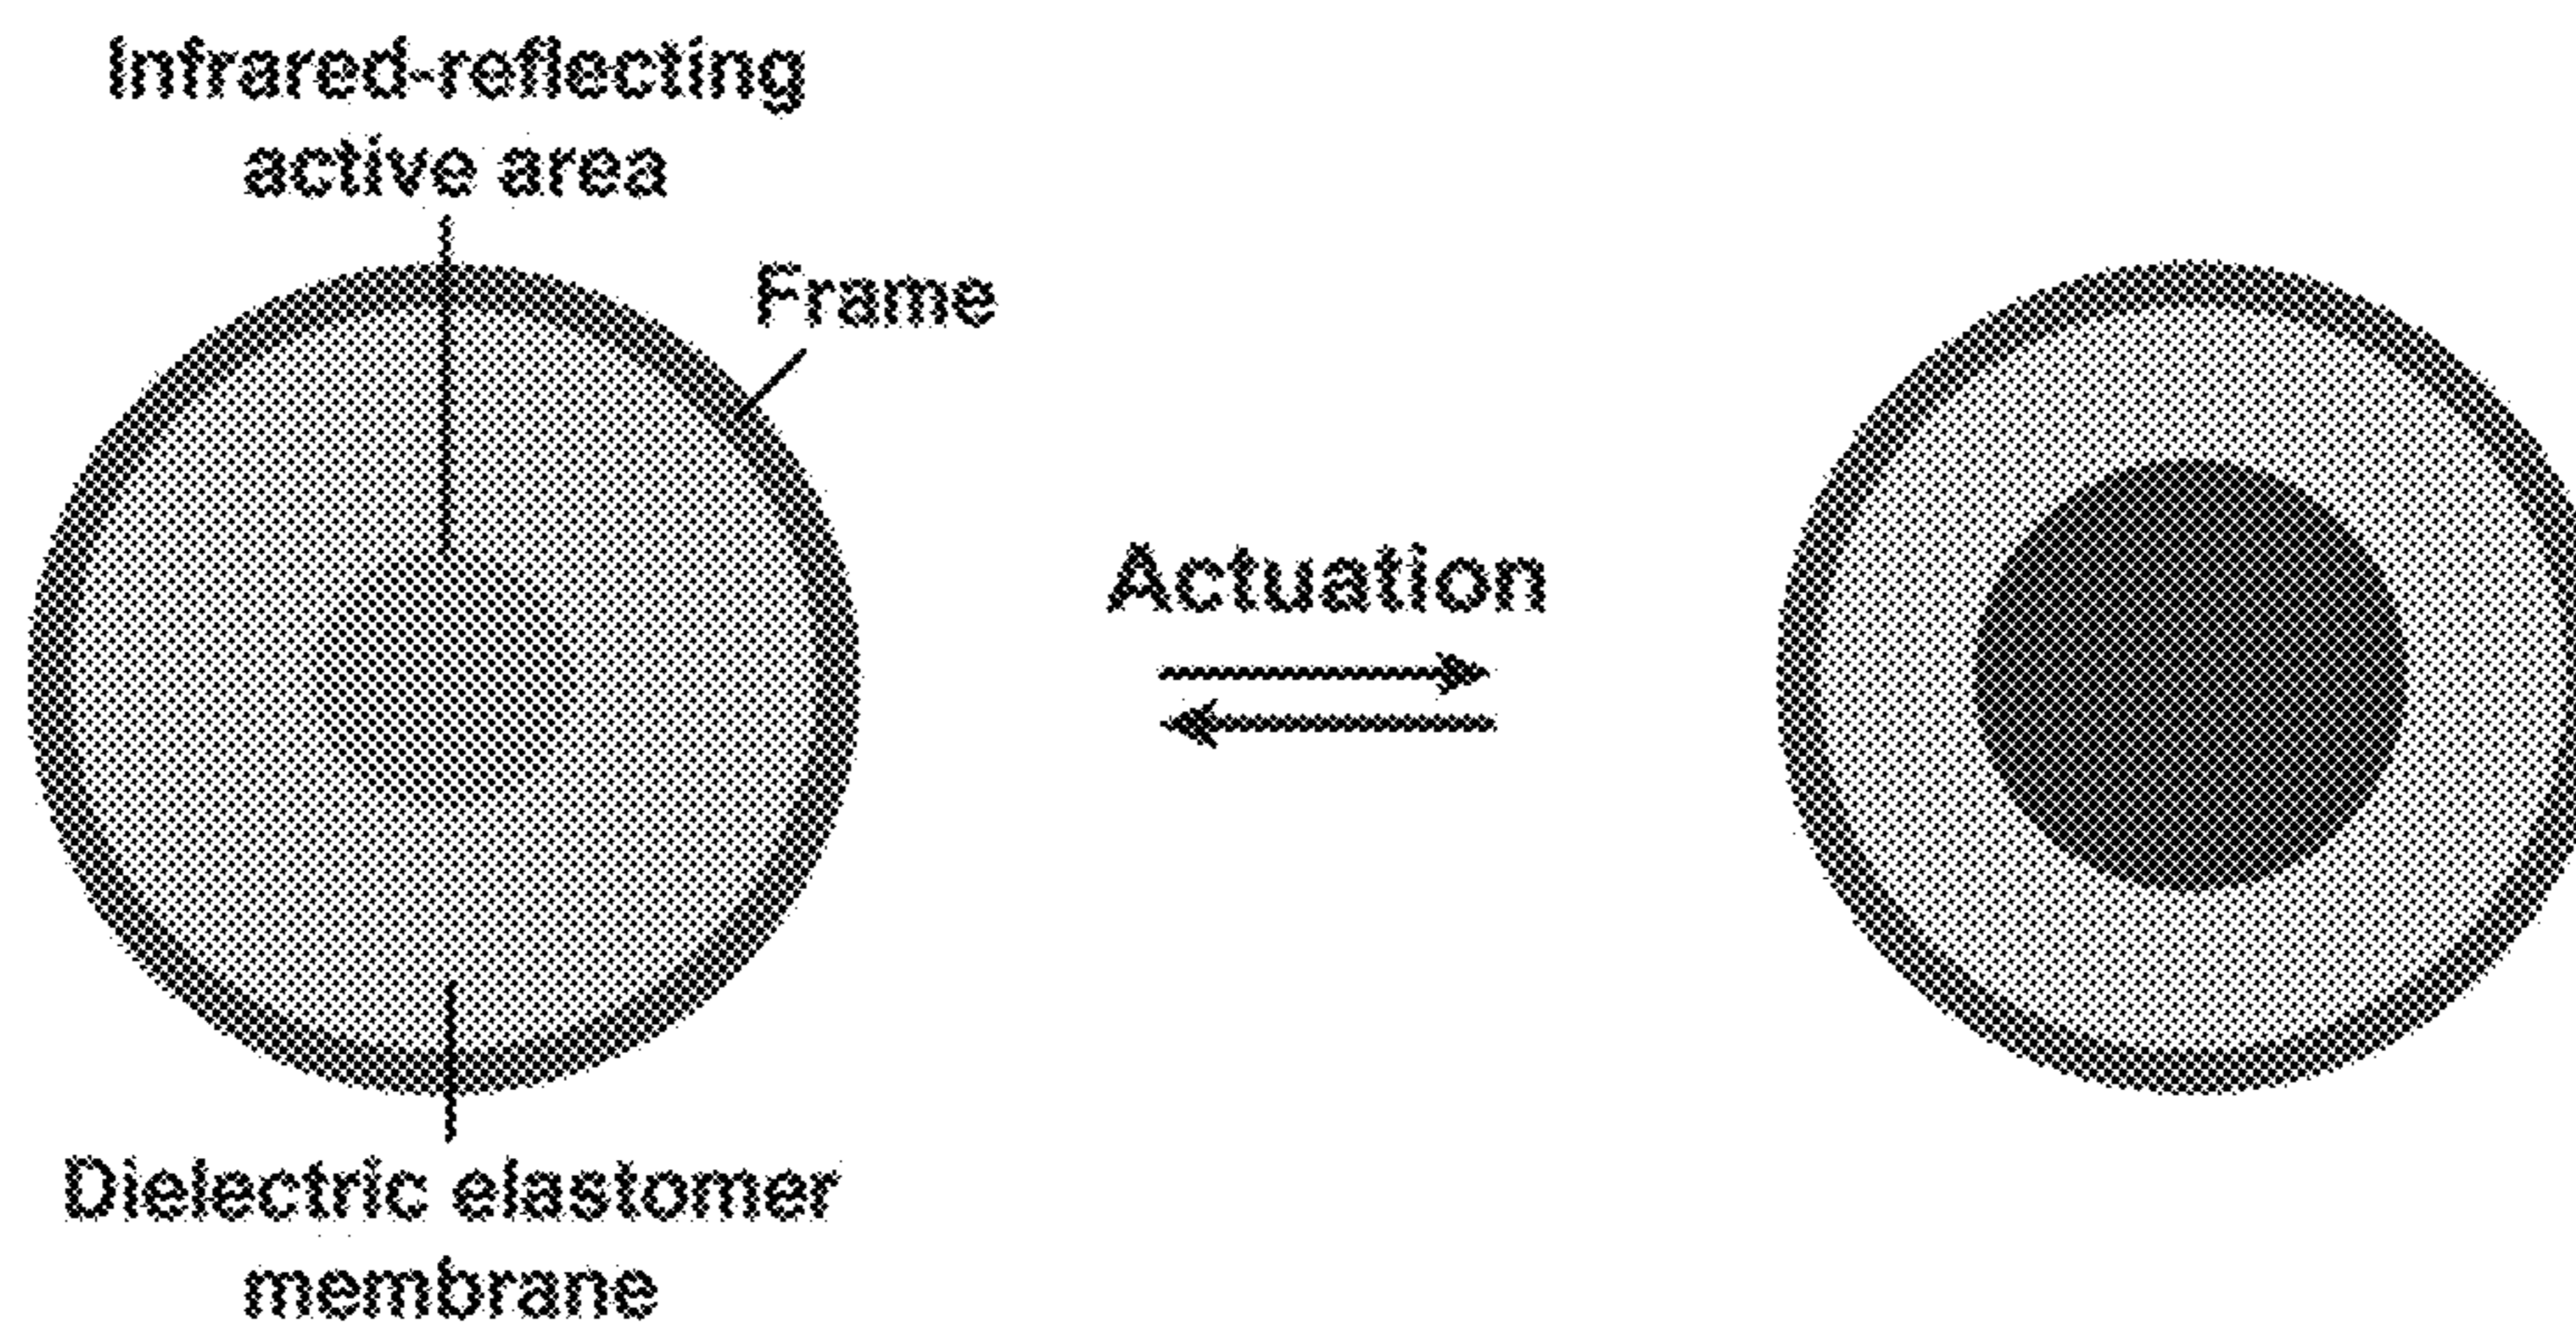 Infrared-reflecting
active area
Frame
Actuation
Dielectric elastomer
membrane